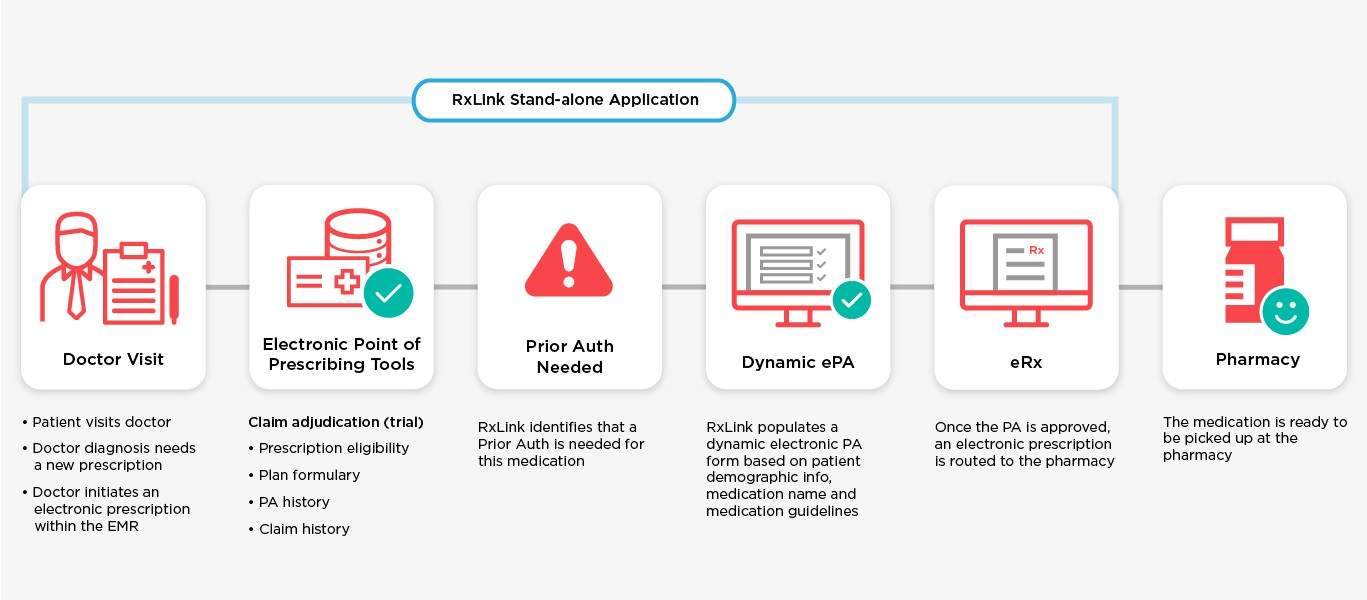 RxLink Stand-alone Application
Doctor Visit
• Patient visits doctor
• Doctor diagnosis needs
a new prescription
• Doctor initiates an
electronic prescription
within the EMR
Electronic Point of
Prescribing Tools
Claim adjudication (trial)
• Prescription eligibility
• Plan formulary
• PA history
• Claim history
Prior Auth
Needed
RxLink identifies that a
Prior Auth is needed for
this medication
Dynamic ePA
RxLink populates a
dynamic electronic PA
form based on patient
demographic info,
medication name and
medication guidelines
Rx
eRx
Once the PA is approved,
an electronic prescription
is routed to the pharmacy
Pharmacy
The medication is ready to
be picked up at the
pharmacy